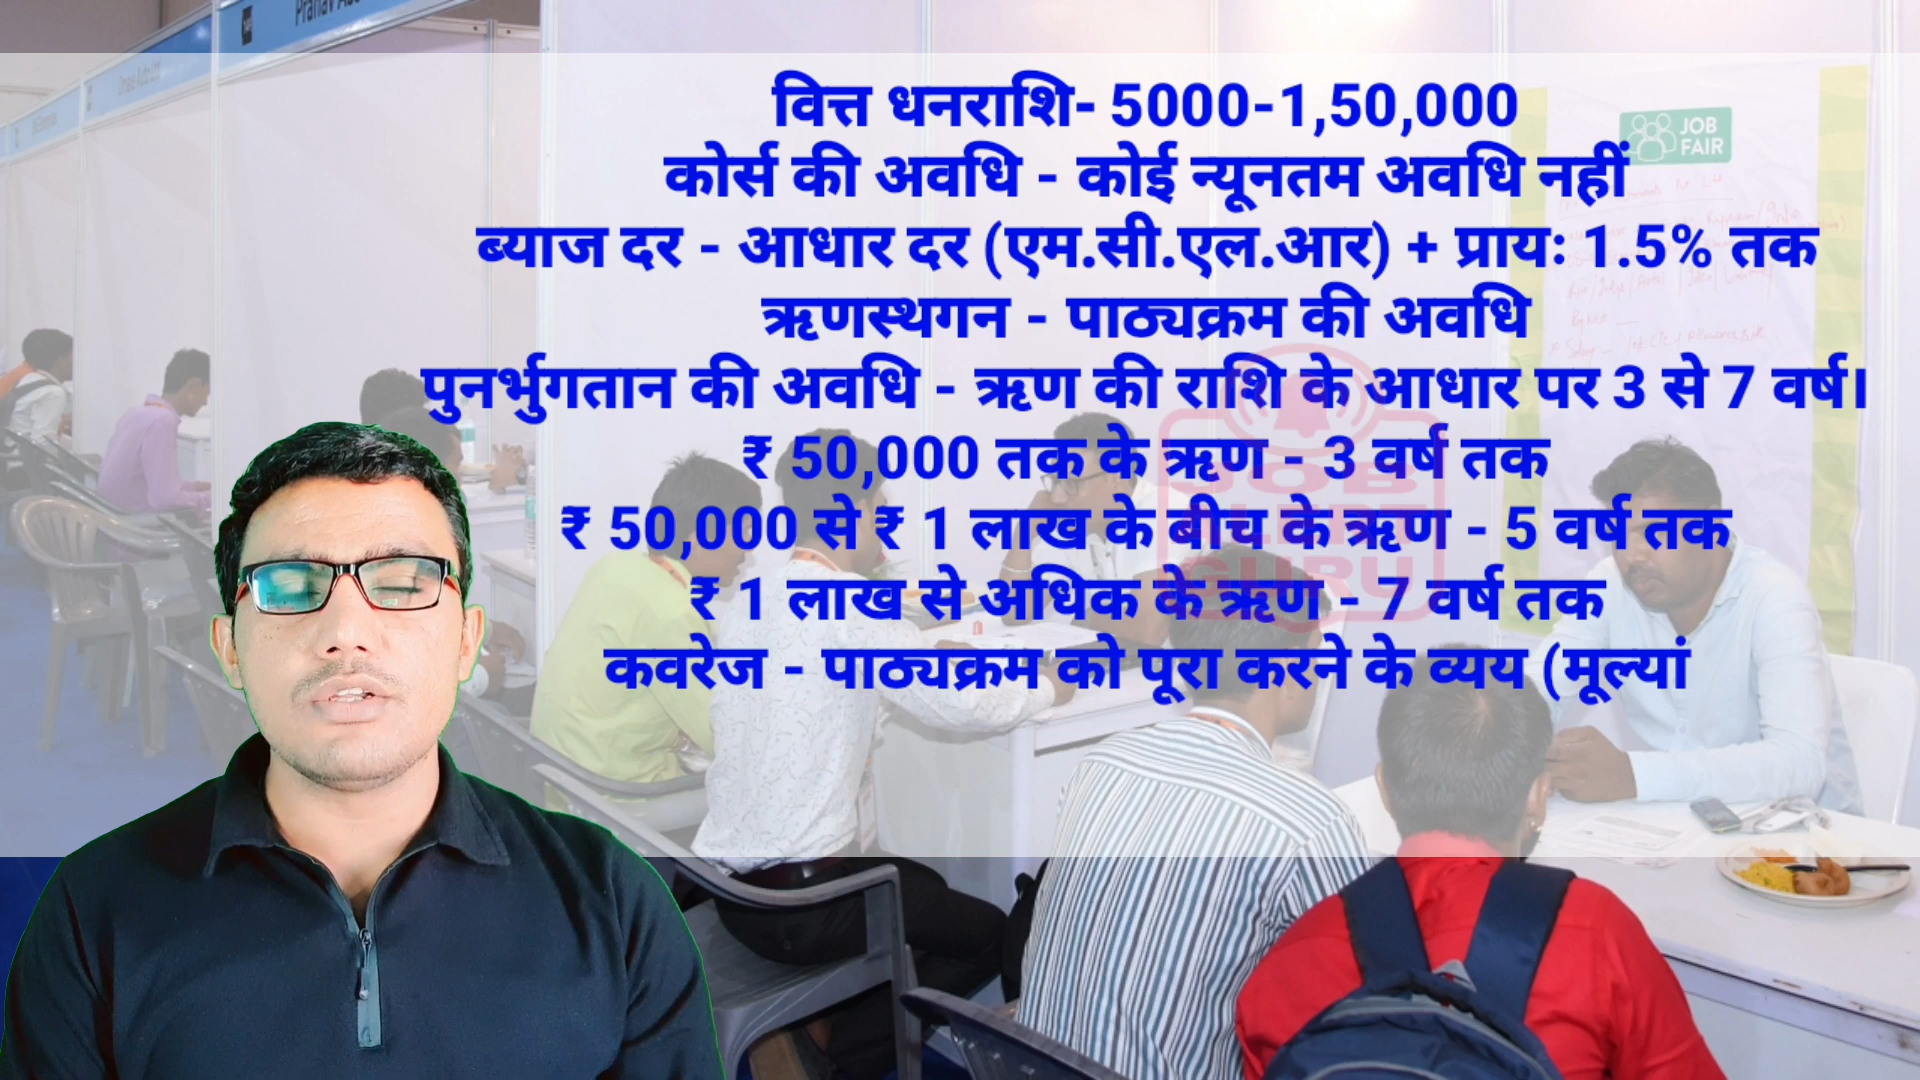 वित्त धनराशि- 5000-1,50,000
कोर्स की अवधि - कोई न्यूनतम अवधि नहीं
ब्याज दर - आधार दर (एम.सी.एल.आर) + प्रायः 1.5% तक
ऋणस्थगन - पाठ्यक्रम की अवधि
पुनर्भुगतान की अवधि - ऋण की राशि के आधार पर 3 से 7 वर्ष।
₹ 50,000 तक के ऋण - 3 वर्ष तक
₹ 50,000 से ₹ 1 लाख के बीच के ऋण - 5 वर्ष तक
₹ 1 लाख से अधिक के ऋण - 7 वर्ष तक
कवरेज - पाठ्यक्रम को पूरा करने के व्यय (मूल्यां
JOB
FAIR
JOB
ALERT
GURU